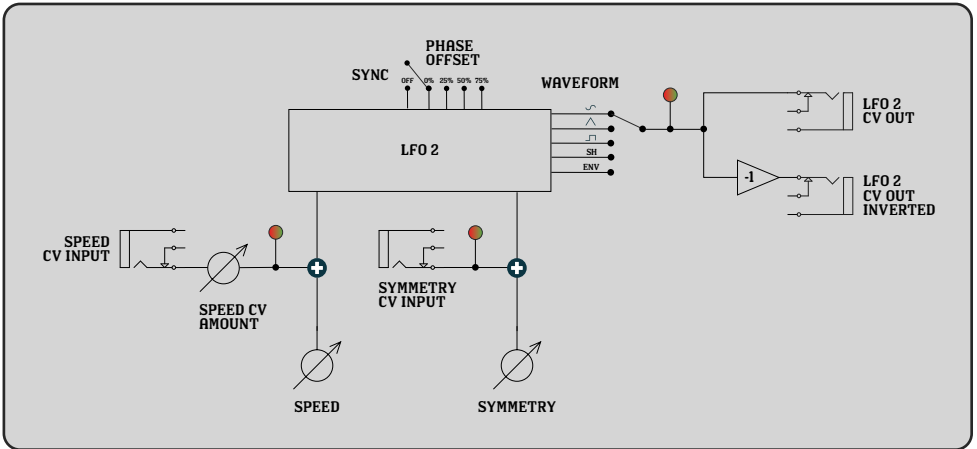 PHASE
OFFSET
SYNC
OFF 0% 25% 50% 75%
WAVEFORM
LFO 2
SH
ENV
LFO 2
CV OUT
-1
LFO 2
CV OUT
INVERTED
SPEED
CV INPUT
SPEED CV
AMOUNT
SYMMETRY
CV INPUT
SPEED
SYMMETRY